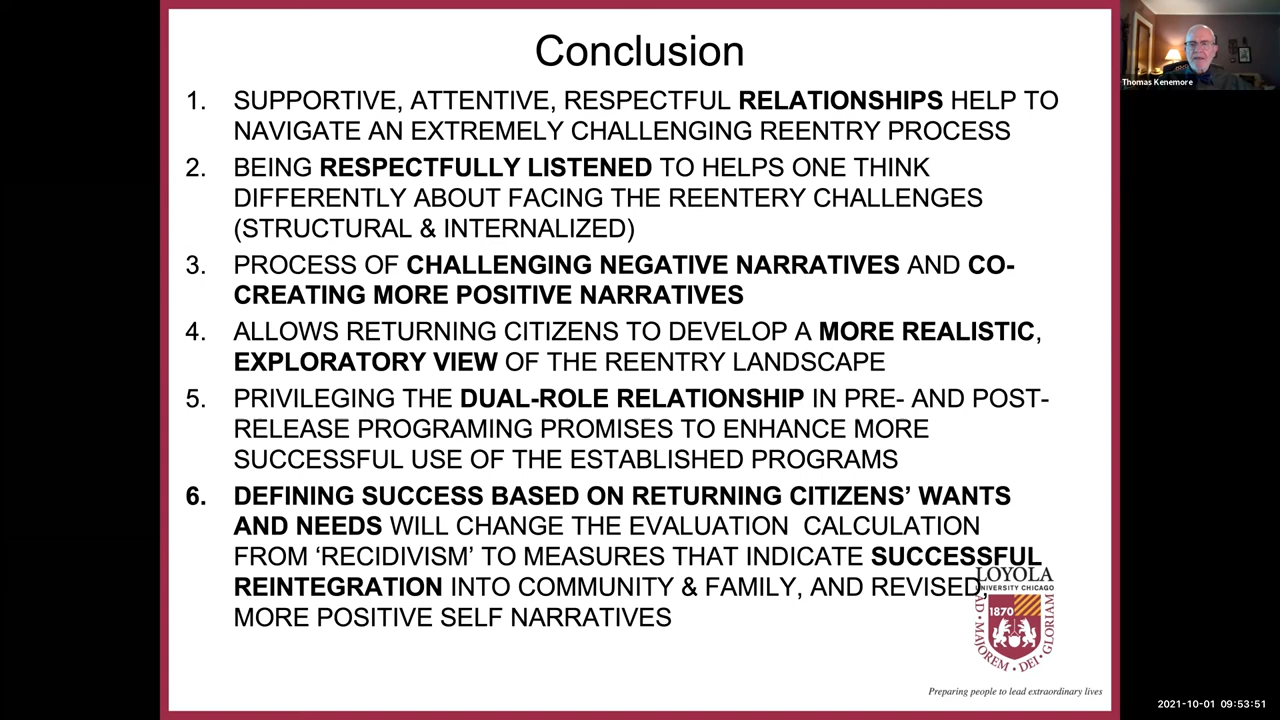 Conclusion
1. SUPPORTIVE, ATTENTIVE, RESPECTFUL RELATIONSHIPS HELP TO
NAVIGATE AN EXTREMELY CHALLENGING REENTRY PROCESS
2. BEING RESPECTFULLY LISTENED TO HELPS ONE THINK
DIFFERENTLY ABOUT FACING THE REENTERY CHALLENGES
(STRUCTURAL & INTERNALIZED)
3. PROCESS OF CHALLENGING NEGATIVE NARRATIVES AND CO-
CREATING MORE POSITIVE NARRATIVES
4. ALLOWS RETURNING CITIZENS TO DEVELOP A MORE REALISTIC,
EXPLORATORY VIEW OF THE REENTRY LANDSCAPE
5. PRIVILEGING THE DUAL-ROLE RELATIONSHIP IN PRE- AND POST-
RELEASE PROGRAMING PROMISES TO ENHANCE MORE
SUCCESSFUL USE OF THE ESTABLISHED PROGRAMS
6. DEFINING SUCCESS BASED ON RETURNING CITIZENS’ WANTS
AND NEEDS WILL CHANGE THE EVALUATION CALCULATION
FROM ‘RECIDIVISM’ TO MEASURES THAT INDICATE SUCCESSFUL
REINTEGRATION INTO COMMUNITY & FAMILY, AND REVISED,
MORE POSITIVE SELF NARRATIVES
LOYOLA
UNIVERSITY CHICAGO
1870
AD • MAJOREM • DEI • GLORIAM
Preparing people to lead extraordinary lives
Thomas Kenemore
2021-10-01 09:53:51